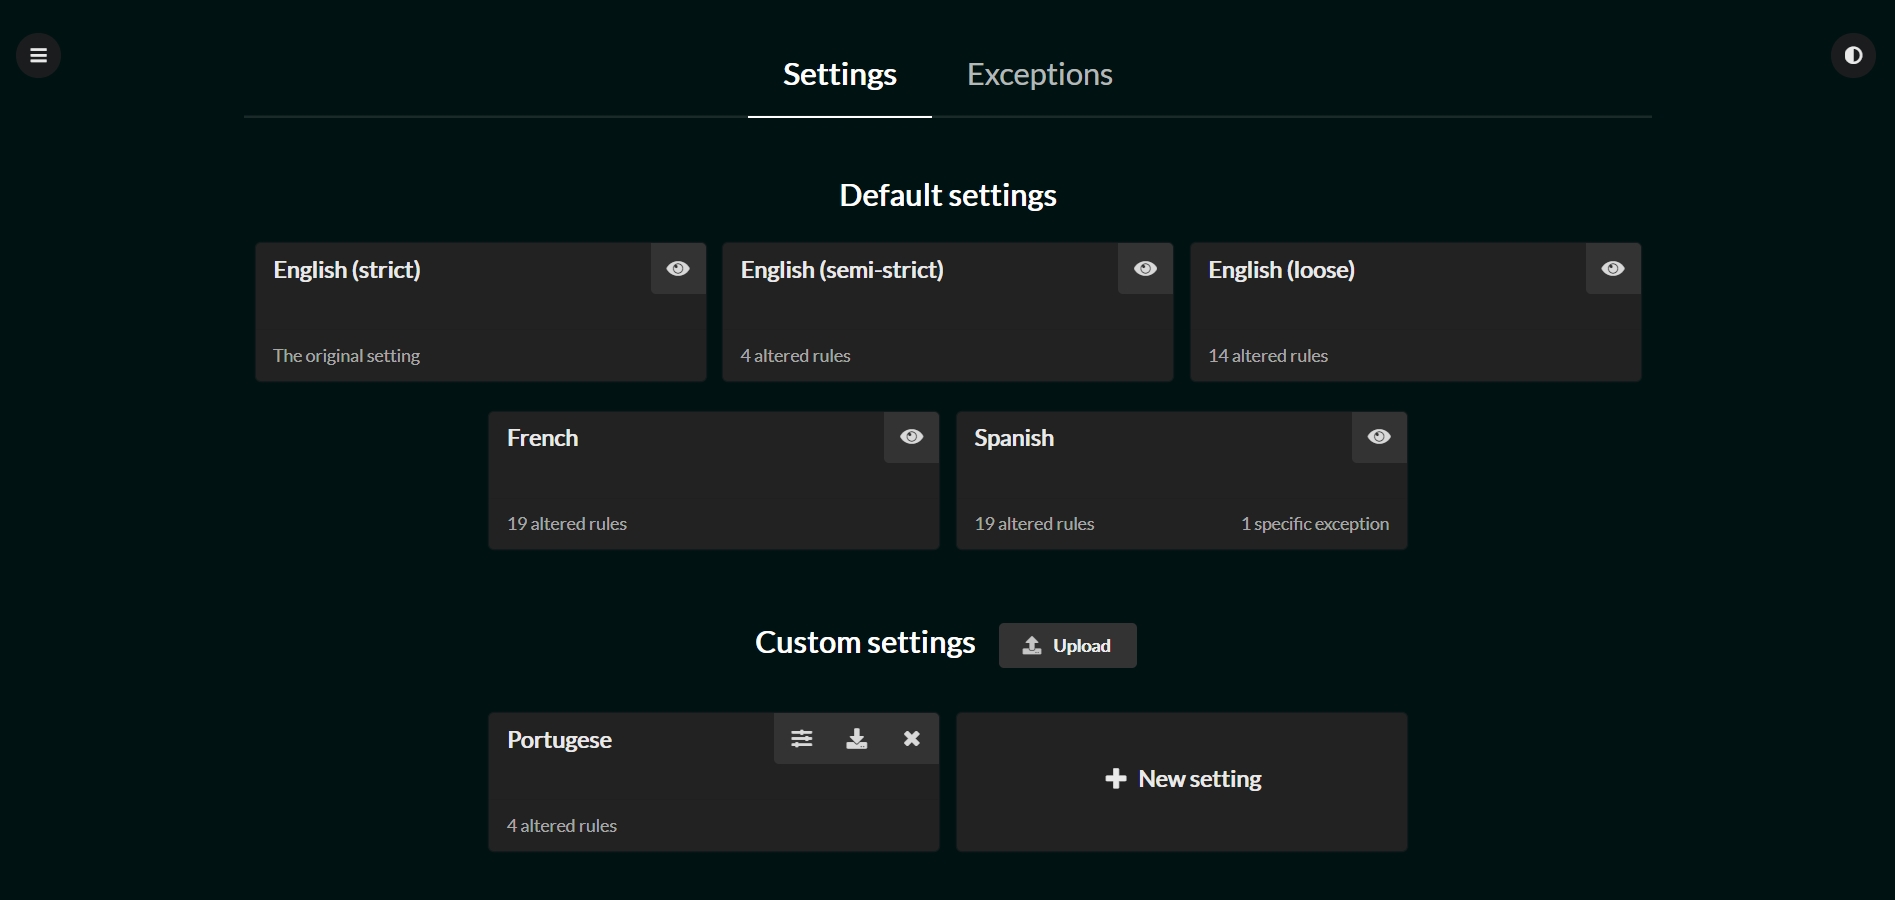 Settings
Exceptions
Default settings
English (strict)
The original setting
English (semi-strict)
4 altered rules
English (loose)
14 altered rules
French
19 altered rules
Spanish
19 altered rules
1 specific exception
Custom settings
Upload
Portugese
4 altered rules
New setting